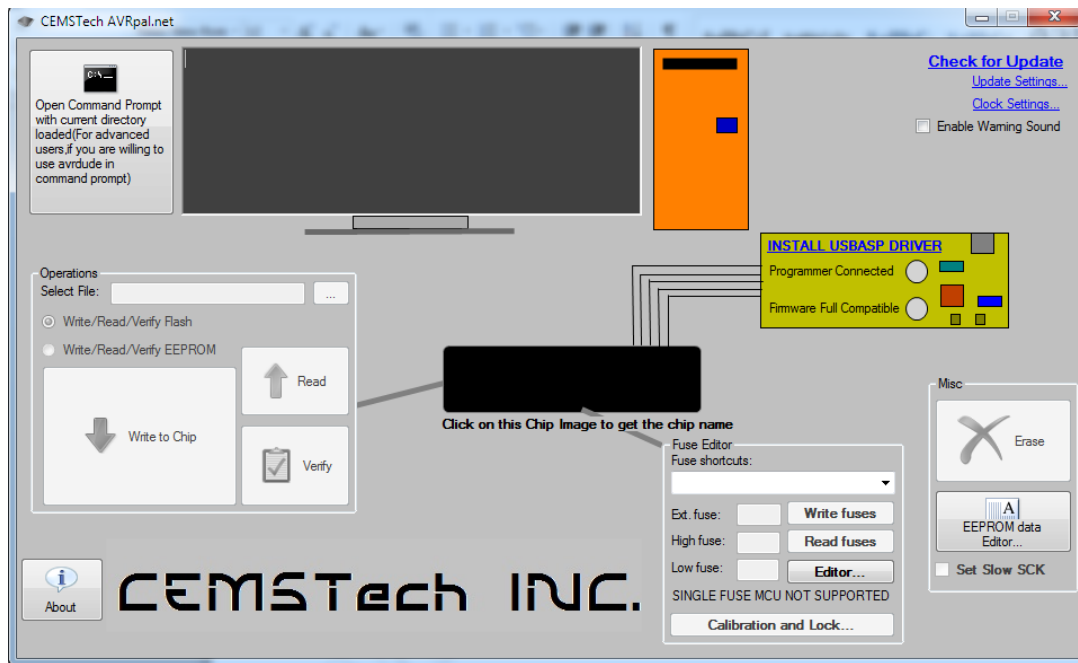 CEMSTech AVRpal.net
C:\_
Open Command Prompt
with current directory
loaded(For advanced
users,if you are willing to
use avrdude in
command prompt)
Check for Update
Update Settings...
Clock Settings...
Enable Warning Sound
INSTALL USBASP DRIVER
Programmer Connected
Firmware Full Compatible
Operations
Select File:
...
Write/Read/Verify Flash
Write/Read/Verify EEPROM
Read
Write to Chip
Verify
Click on this Chip Image to get the chip name
Fuse Editor
Fuse shortcuts:
Ext. fuse:
Write fuses
High fuse:
Read fuses
Low fuse:
Editor...
SINGLE FUSE MCU NOT SUPPORTED
Calibration and Lock...
Misc
Erase
A
EEPROM data
Editor...
Set Slow SCK
About
CEMSTech INC.